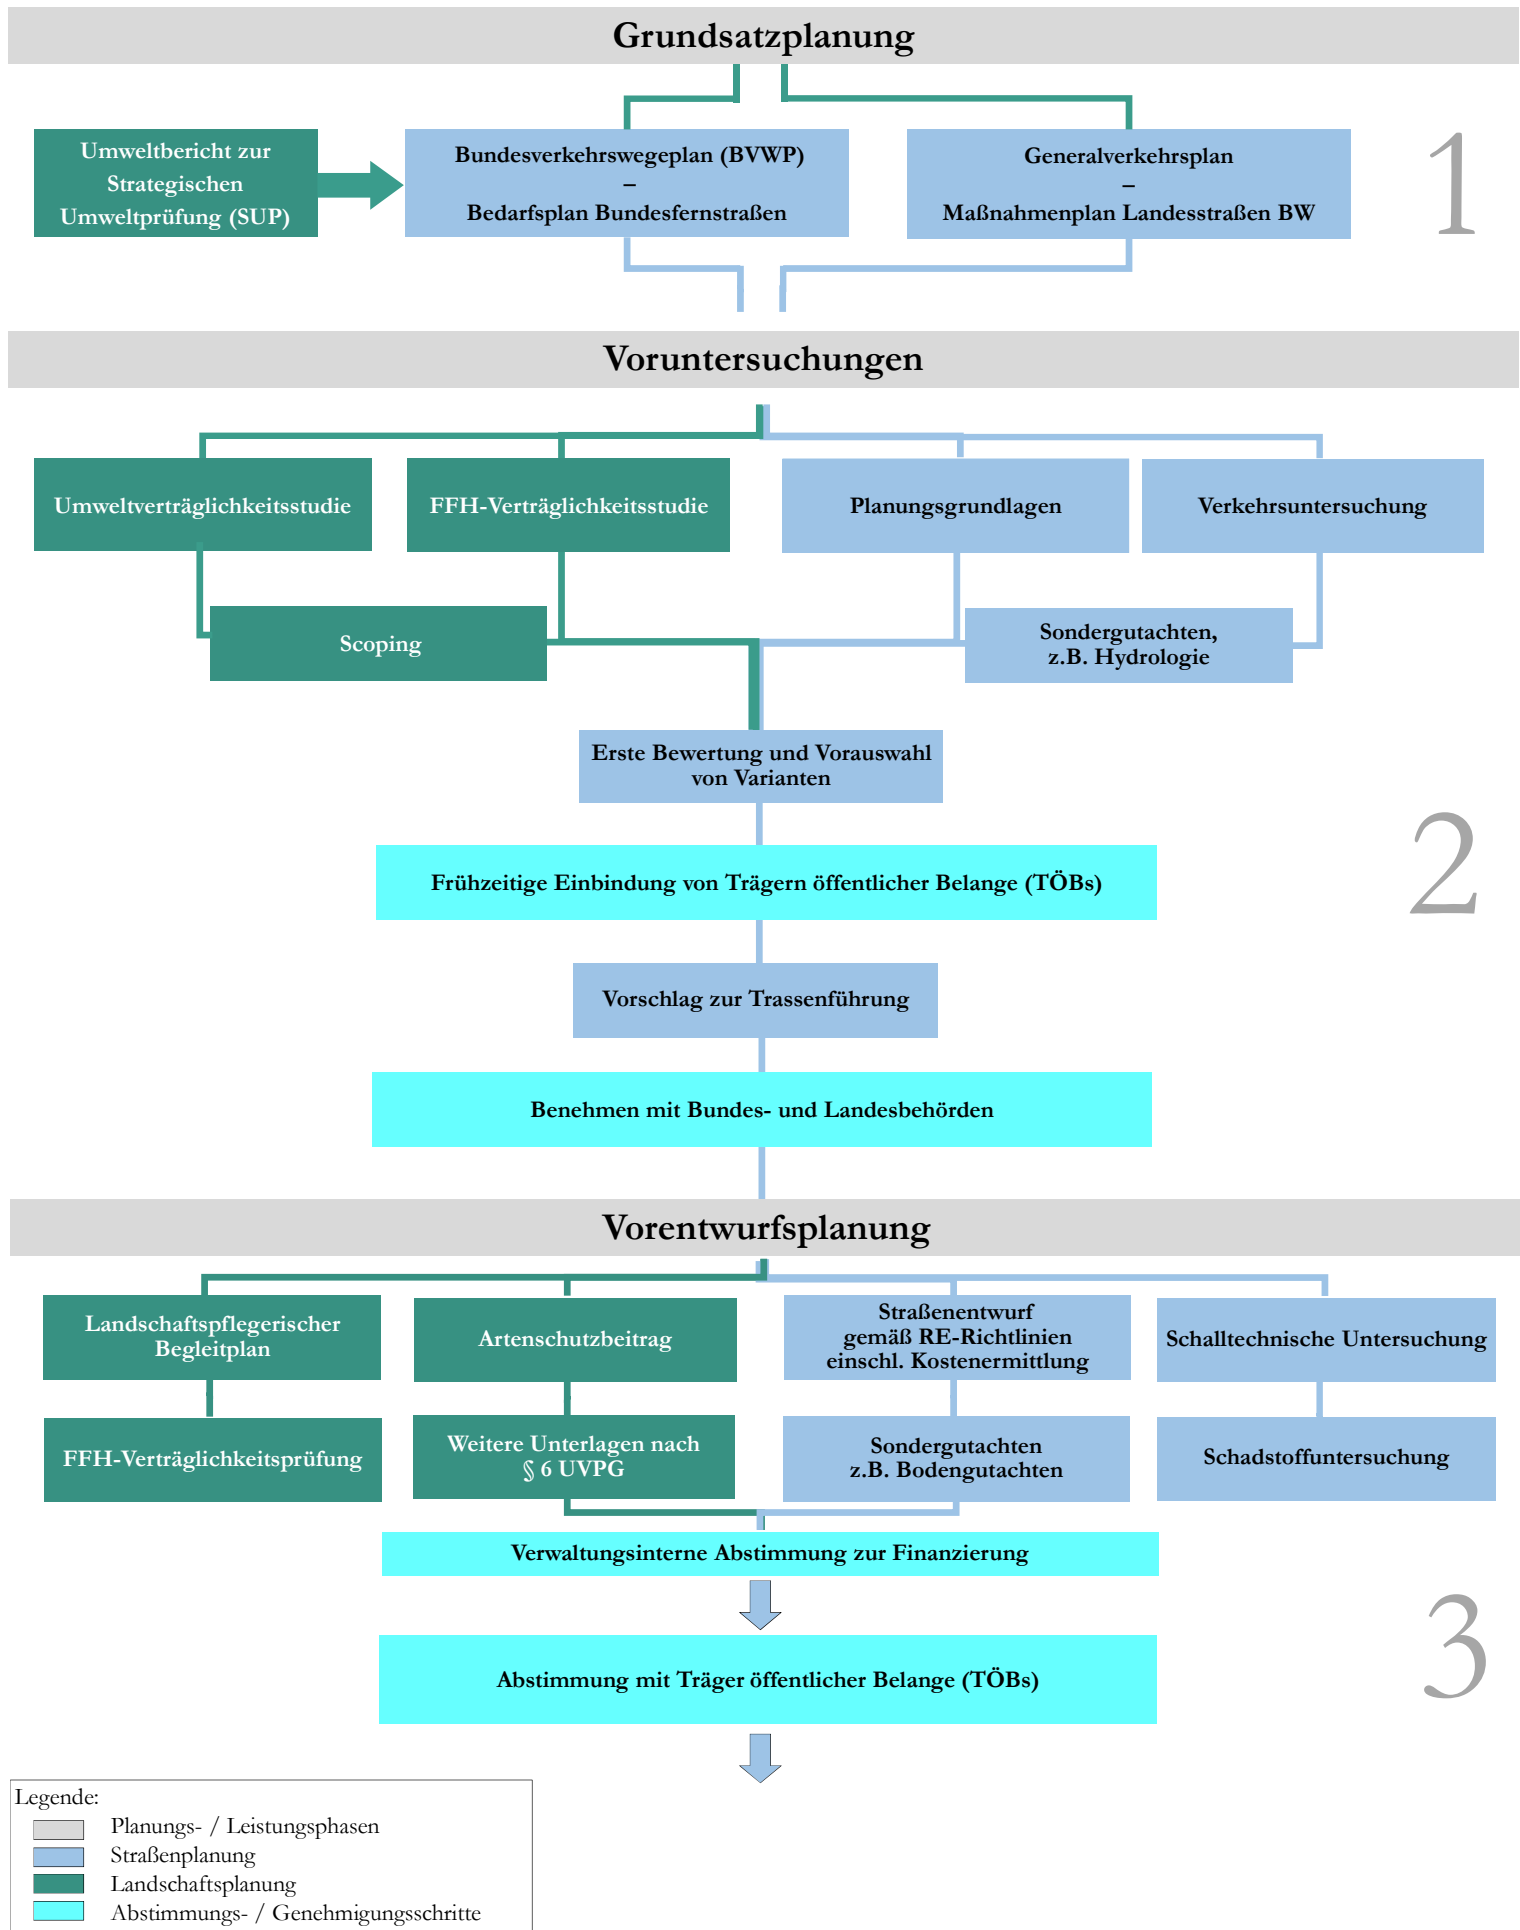 Grundsatzplanung
Umweltbericht zur
Strategischen
Umweltprüfung (SUP)
Bundesverkehrswegeplan (BVWP)
–
Bedarfsplan Bundesfernstraßen
Generalverkehrsplan
–
Maßnahmenplan Landesstraßen BW
1
Voruntersuchungen
Umweltverträglichkeitsstudie
FFH-Verträglichkeitsstudie
Planungsgrundlagen
Verkehrsuntersuchung
Scoping
Sondergutachten,
z.B. Hydrologie
Erste Bewertung und Vorauswahl
von Varianten
2
Frühzeitige Einbindung von Trägern öffentlicher Belange (TÖBs)
Vorschlag zur Trassenführung
Benehmen mit Bundes- und Landesbehörden
Vorentwurfsplanung
Landschaftspflegerischer
Begleitplan
Artenschutzbeitrag
Straßenentwurf
gemäß RE-Richtlinien
einschl. Kostenermittlung
Schalltechnische Untersuchung
FFH-Verträglichkeitsprüfung
Weitere Unterlagen nach
§ 6 UVPG
Sondergutachten
z.B. Bodengutachten
Schadstoffuntersuchung
Verwaltungsinterne Abstimmung zur Finanzierung
Abstimmung mit Träger öffentlicher Belange (TÖBs)
3
Legende:
Planungs- / Leistungsphasen
Straßenplanung
Landschaftsplanung
Abstimmungs- / Genehmigungsschritte